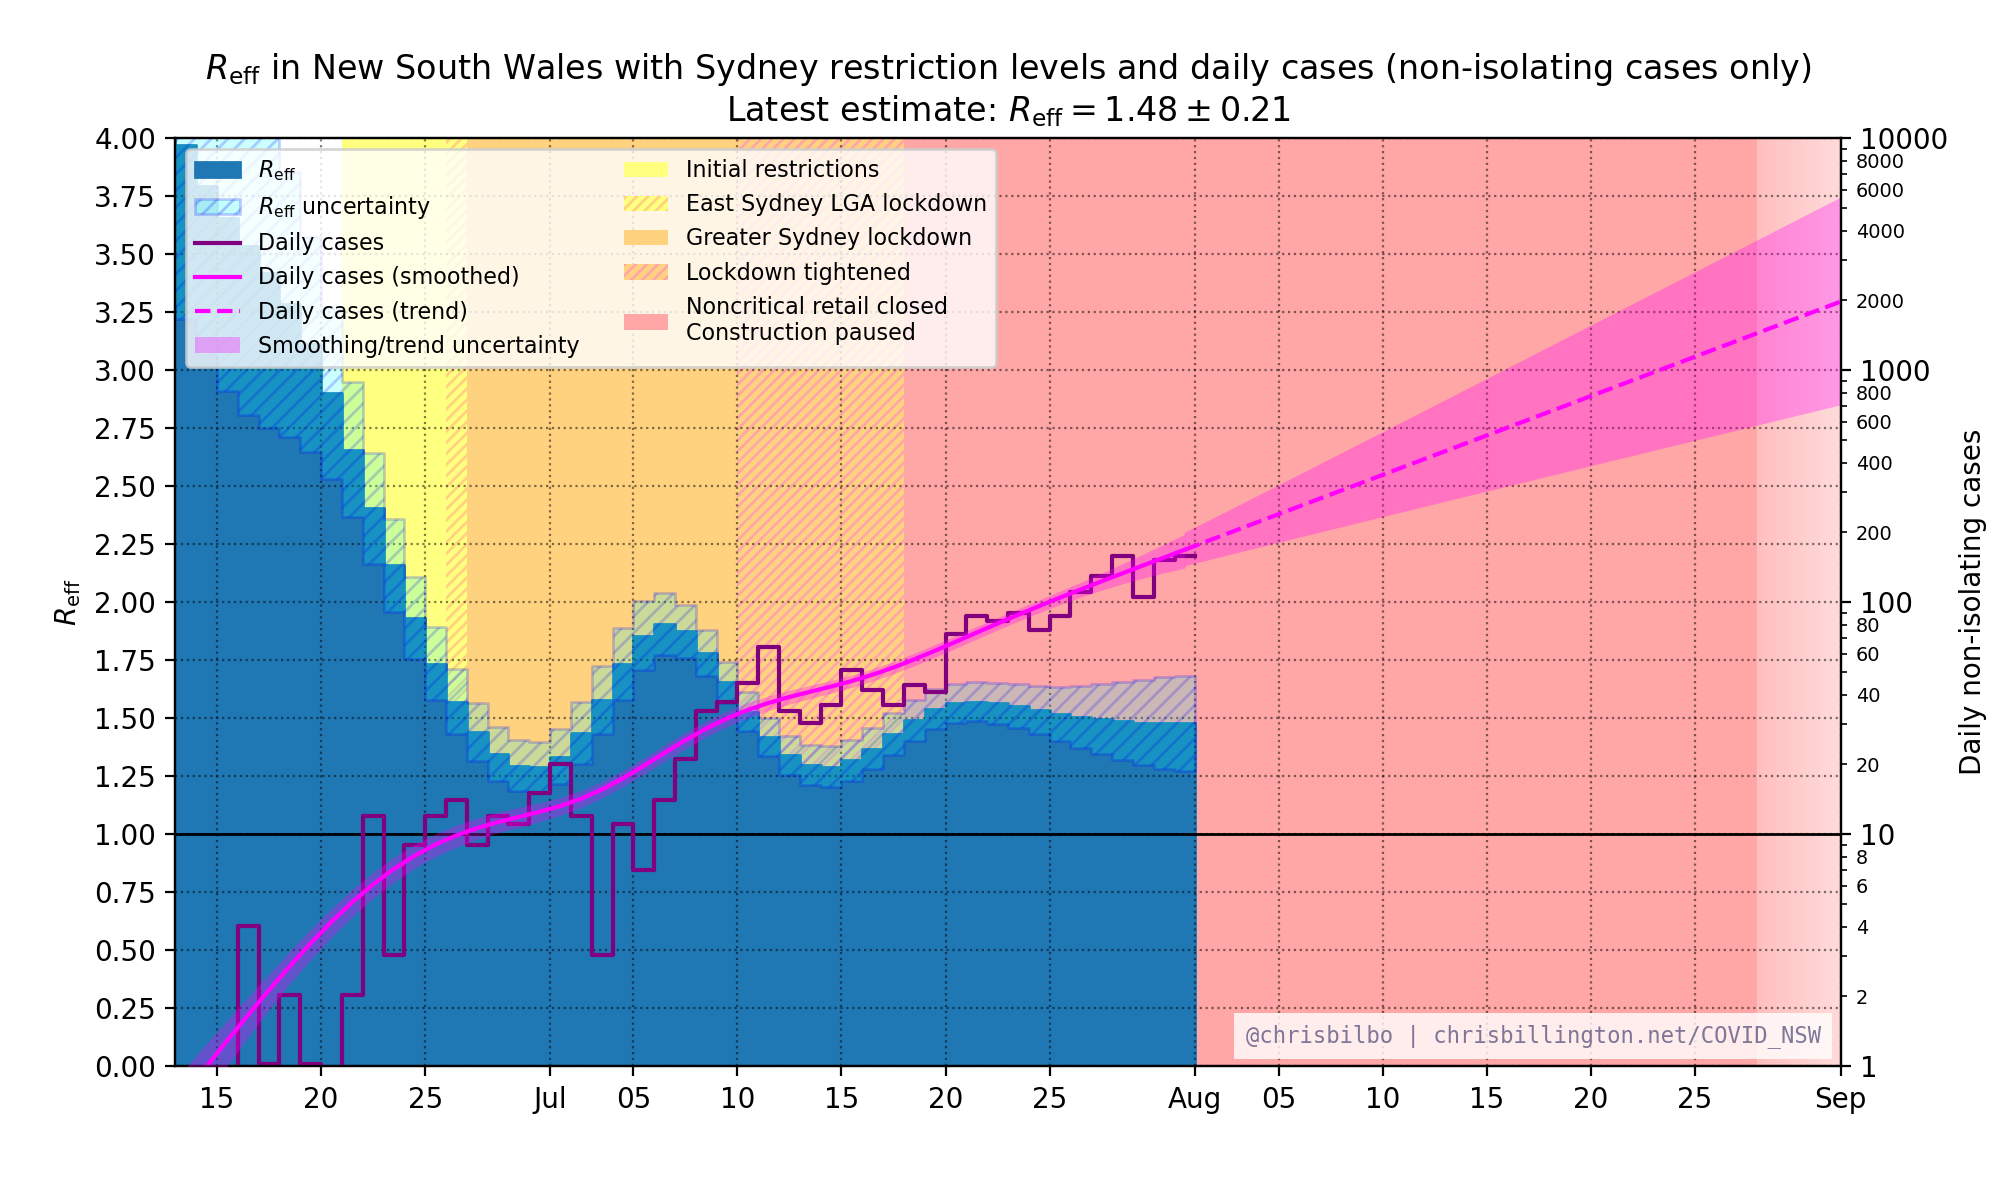 R_eff in New South Wales with Sydney restriction levels and daily cases (non-isolating cases only)
Latest estimate: R_eff = 1.48 ± 0.21
R_eff
R_eff uncertainty
Daily cases
Daily cases (smoothed)
Daily cases (trend)
Smoothing/trend uncertainty
Initial restrictions
East Sydney LGA lockdown
Greater Sydney lockdown
Lockdown tightened
Noncritical retail closed
Construction paused
R_eff
4.00
3.75
3.50
3.25
3.00
2.75
2.50
2.25
2.00
1.75
1.50
1.25
1.00
0.75
0.50
0.25
0.00
10000
8000
6000
4000
2000
1000
800
600
400
200
100
80
60
40
20
10
8
6
4
2
1
Daily non-isolating cases
@chrisbilbo | chrisbillington.net/COVID_NSW
15 20 25 Jul 05 10 15 20 25 Aug 05 10 15 20 25 Sep